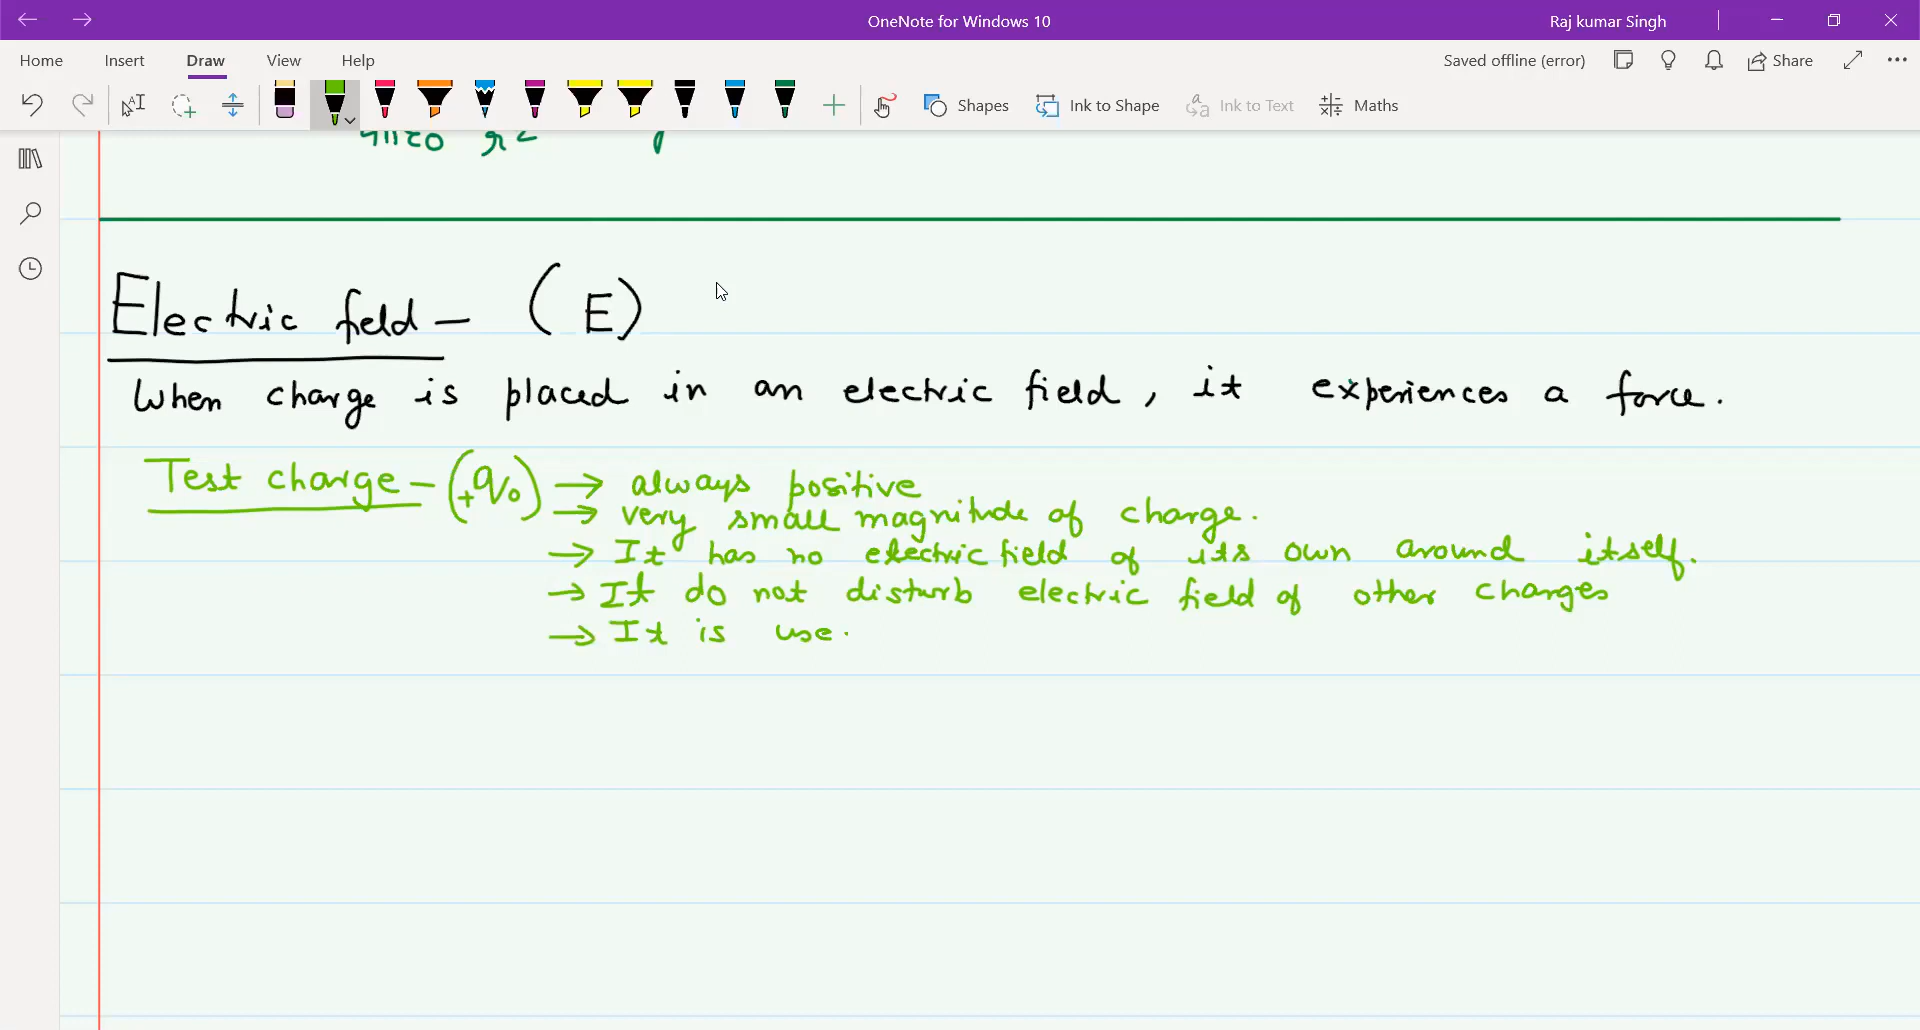 OneNote for Windows 10
Raj kumar Singh
Home Insert Draw View Help
Saved offline (error) Share
Shapes Ink to Shape Ink to Text Maths
4πε0 r2
Electric field - (E)
When charge is placed in an electric field, it experiences a force.
Test charge - (+q0) → always positive
→ very small magnitude of charge.
→ It has no electric field of its own around itself.
→ It do not disturb electric field of other charges
→ It is use.